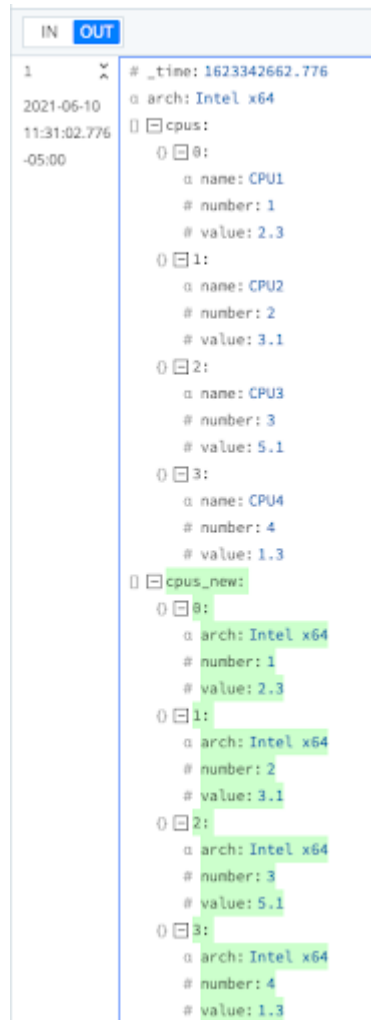 IN OUT
1
2021-06-10
11:31:02.776
-05:00
# _time: 1623342662.776
α arch: Intel x64
[] cpus:
{} 0:
α name: CPU1
# number: 1
# value: 2.3
{} 1:
α name: CPU2
# number: 2
# value: 3.1
{} 2:
α name: CPU3
# number: 3
# value: 5.1
{} 3:
α name: CPU4
# number: 4
# value: 1.3
[] cpus_new:
{} 0:
α arch: Intel x64
# number: 1
# value: 2.3
{} 1:
α arch: Intel x64
# number: 2
# value: 3.1
{} 2:
α arch: Intel x64
# number: 3
# value: 5.1
{} 3:
α arch: Intel x64
# number: 4
# value: 1.3